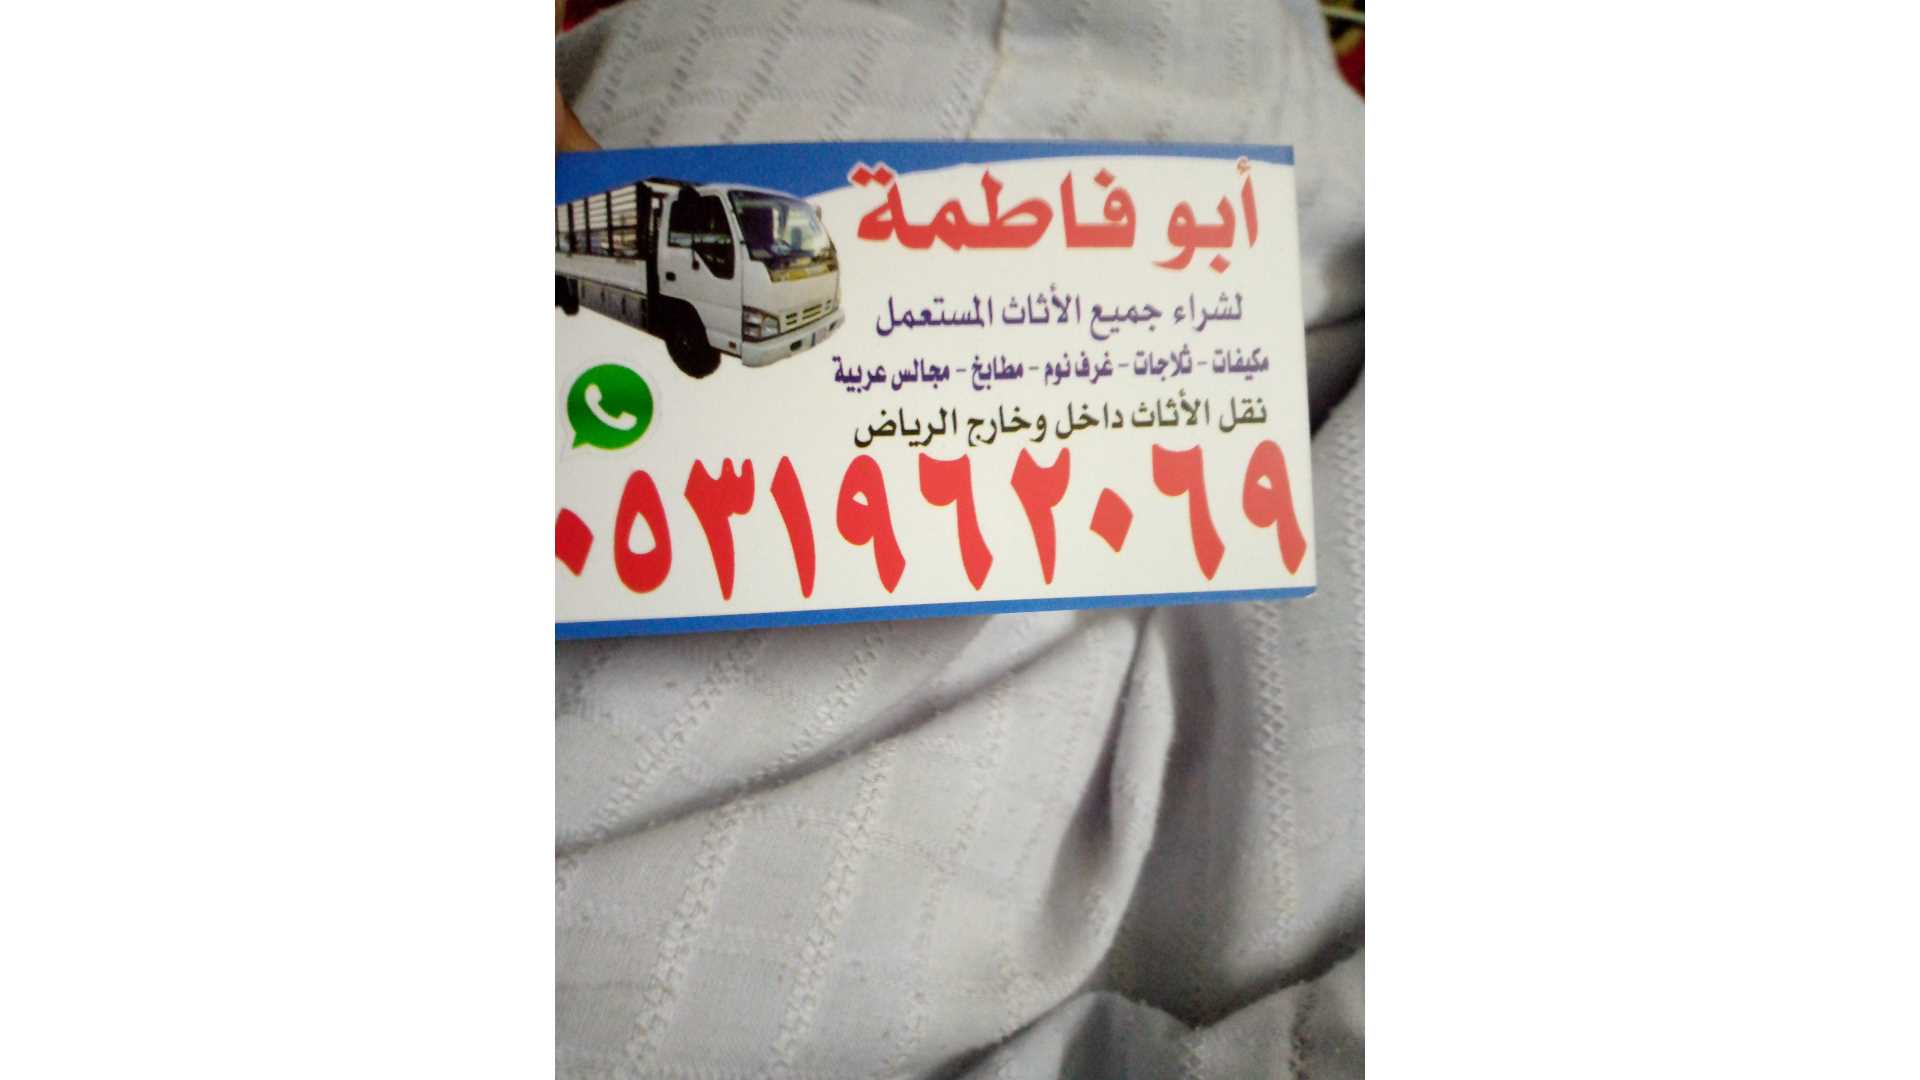 أبو فاطمة
لشراء جميع الأثاث المستعمل
مكيفات - ثلاجات - غرف نوم - مطابخ - مجالس عربية
نقل الأثاث داخل وخارج الرياض
٠٥٣١٩٦٢٠٦٩